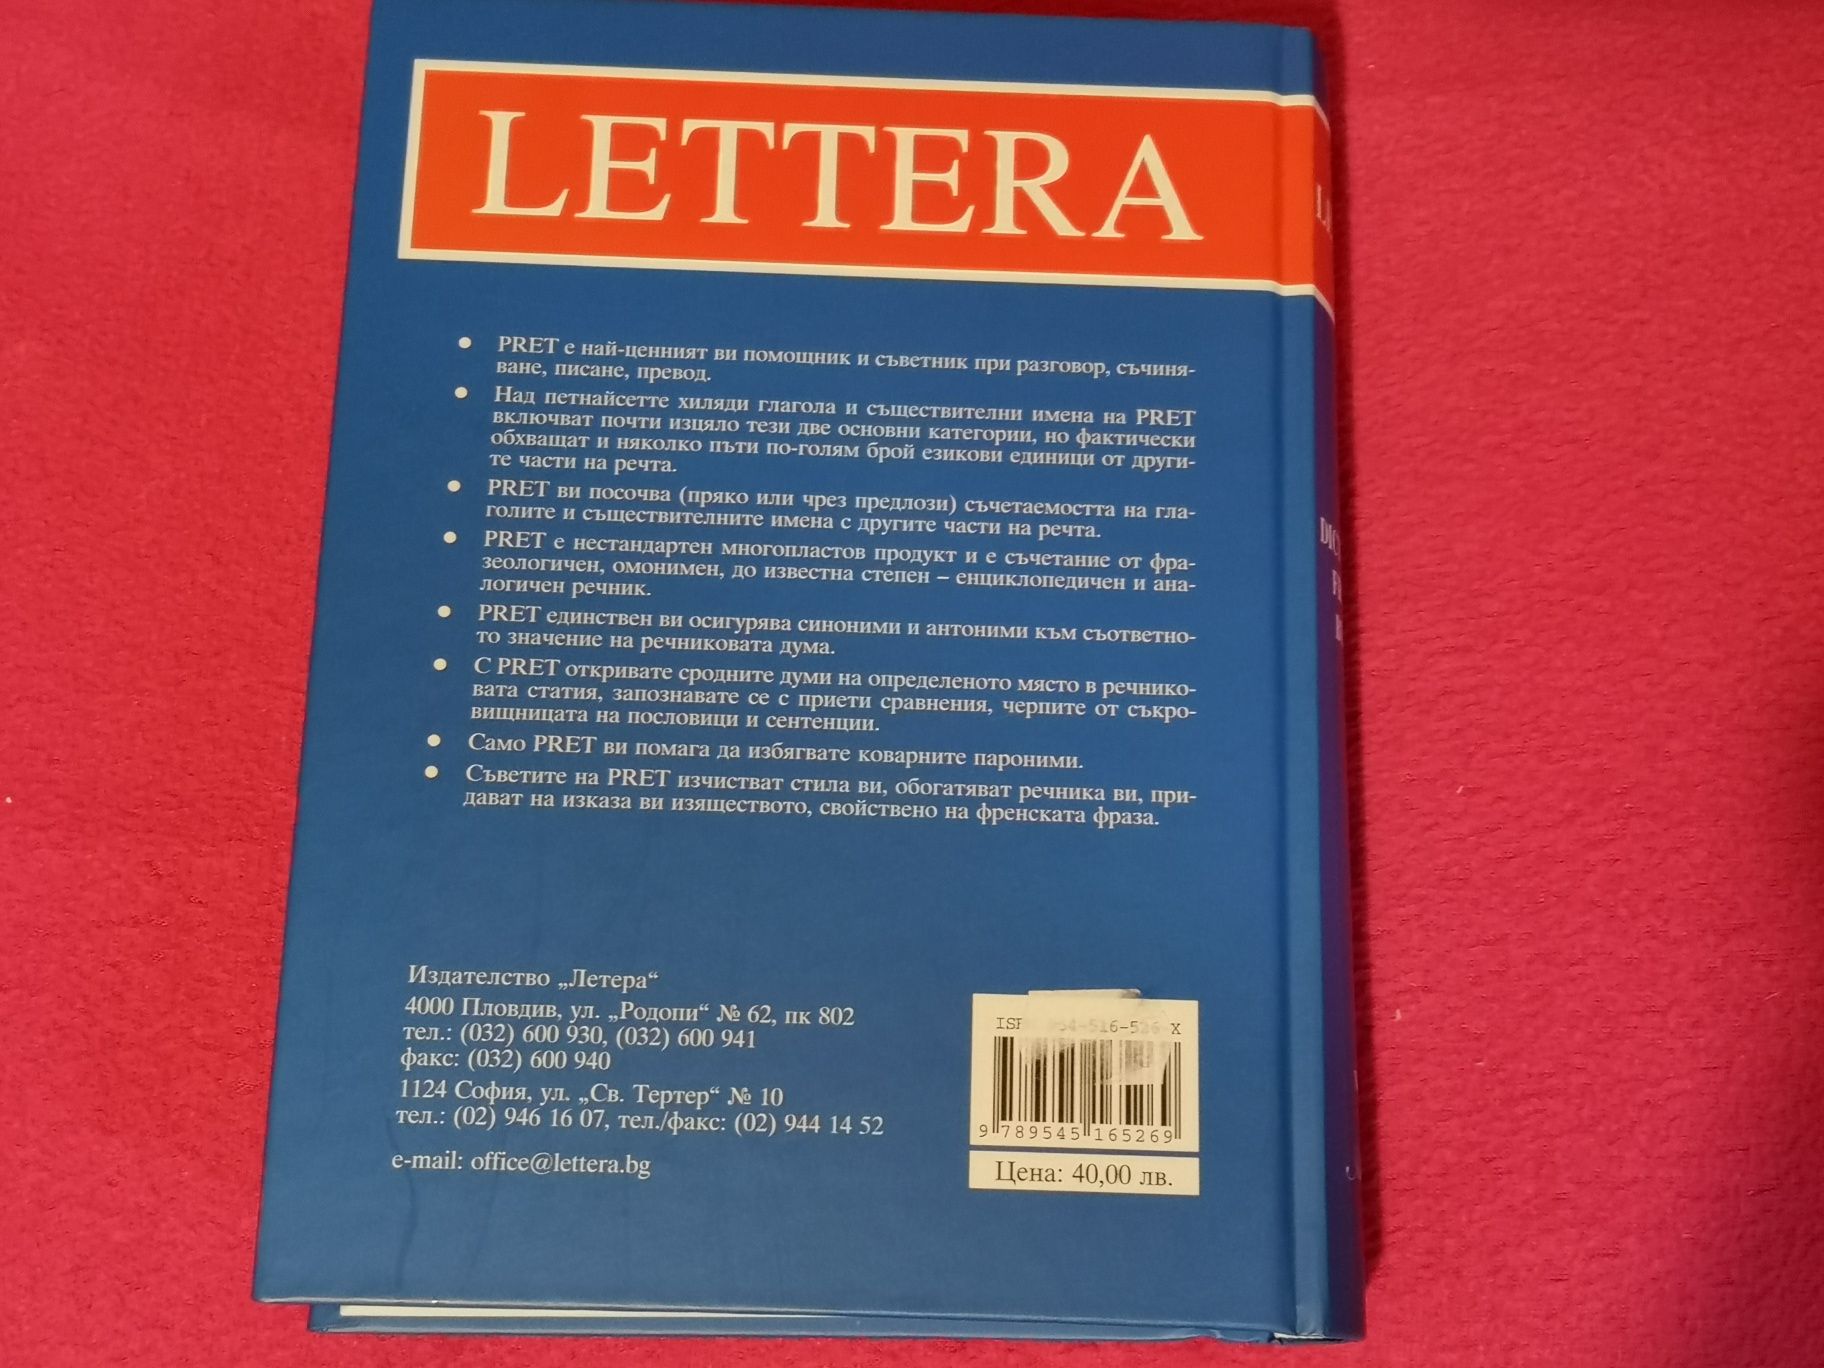 LETTERA
• PRET е най-ценният ви помощник и съветник при разговор, съчиня-
ване, писане, превод.
• Над петнайсетте хиляди глагола и съществителни имена на PRET
включват почти изцяло тези две основни категории, но фактически
обхващат и няколко пъти по-голям брой езикови единици от други-
те части на речта.
• PRET ви посочва (пряко или чрез предлози) съчетаемостта на гла-
голите и съществителните имена с другите части на речта.
• PRET е нестандартен многопластов продукт и е съчетание от фра-
зеологичен, омонимен, до известна степен – енциклопедичен и ана-
логичен речник.
• PRET единствен ви осигурява синоними и антоними към съответно-
то значение на речниковата дума.
• С PRET откривате сродните думи на определеното място в речнико-
вата статия, запознавате се с приети сравнения, черпите от съкро-
вищницата на пословици и сентенции.
• Само PRET ви помага да избягвате коварните пароними.
• Съветите на PRET изчистват стила ви, обогатяват речника ви, при-
дават на изказа ви изяществото, свойствено на френската фраза.
Издателство „Летера“
4000 Пловдив, ул. „Родопи“ № 62, пк 802
тел.: (032) 600 930, (032) 600 941
факс: (032) 600 940
1124 София, ул. „Св. Тертер“ № 10
тел.: (02) 946 16 07, тел./факс: (02) 944 14 52
e-mail: office@lettera.bg
9 789545 165269
Цена: 40,00 лв.